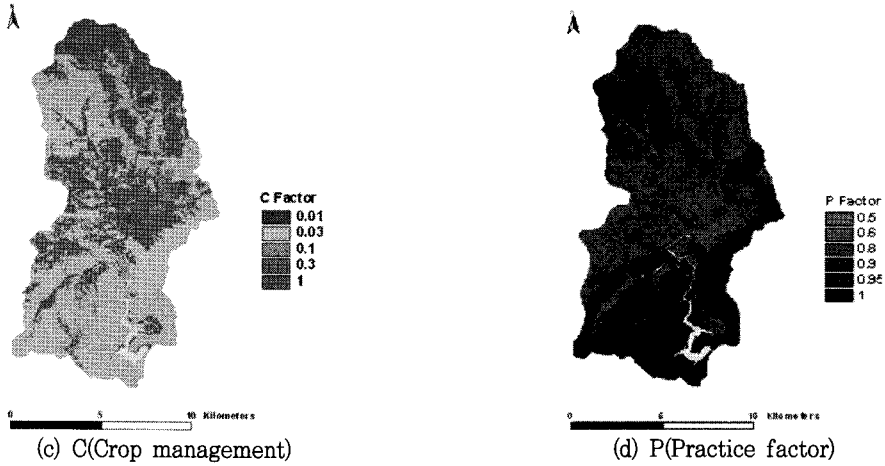 C Factor
0.01
0.03
0.1
0.3
1
0 5 10 Kilometers
(c) C(Crop management)
P Factor
0.5
0.6
0.8
0.9
0.95
1
0 5 10 Kilometers
(d) P(Practice factor)